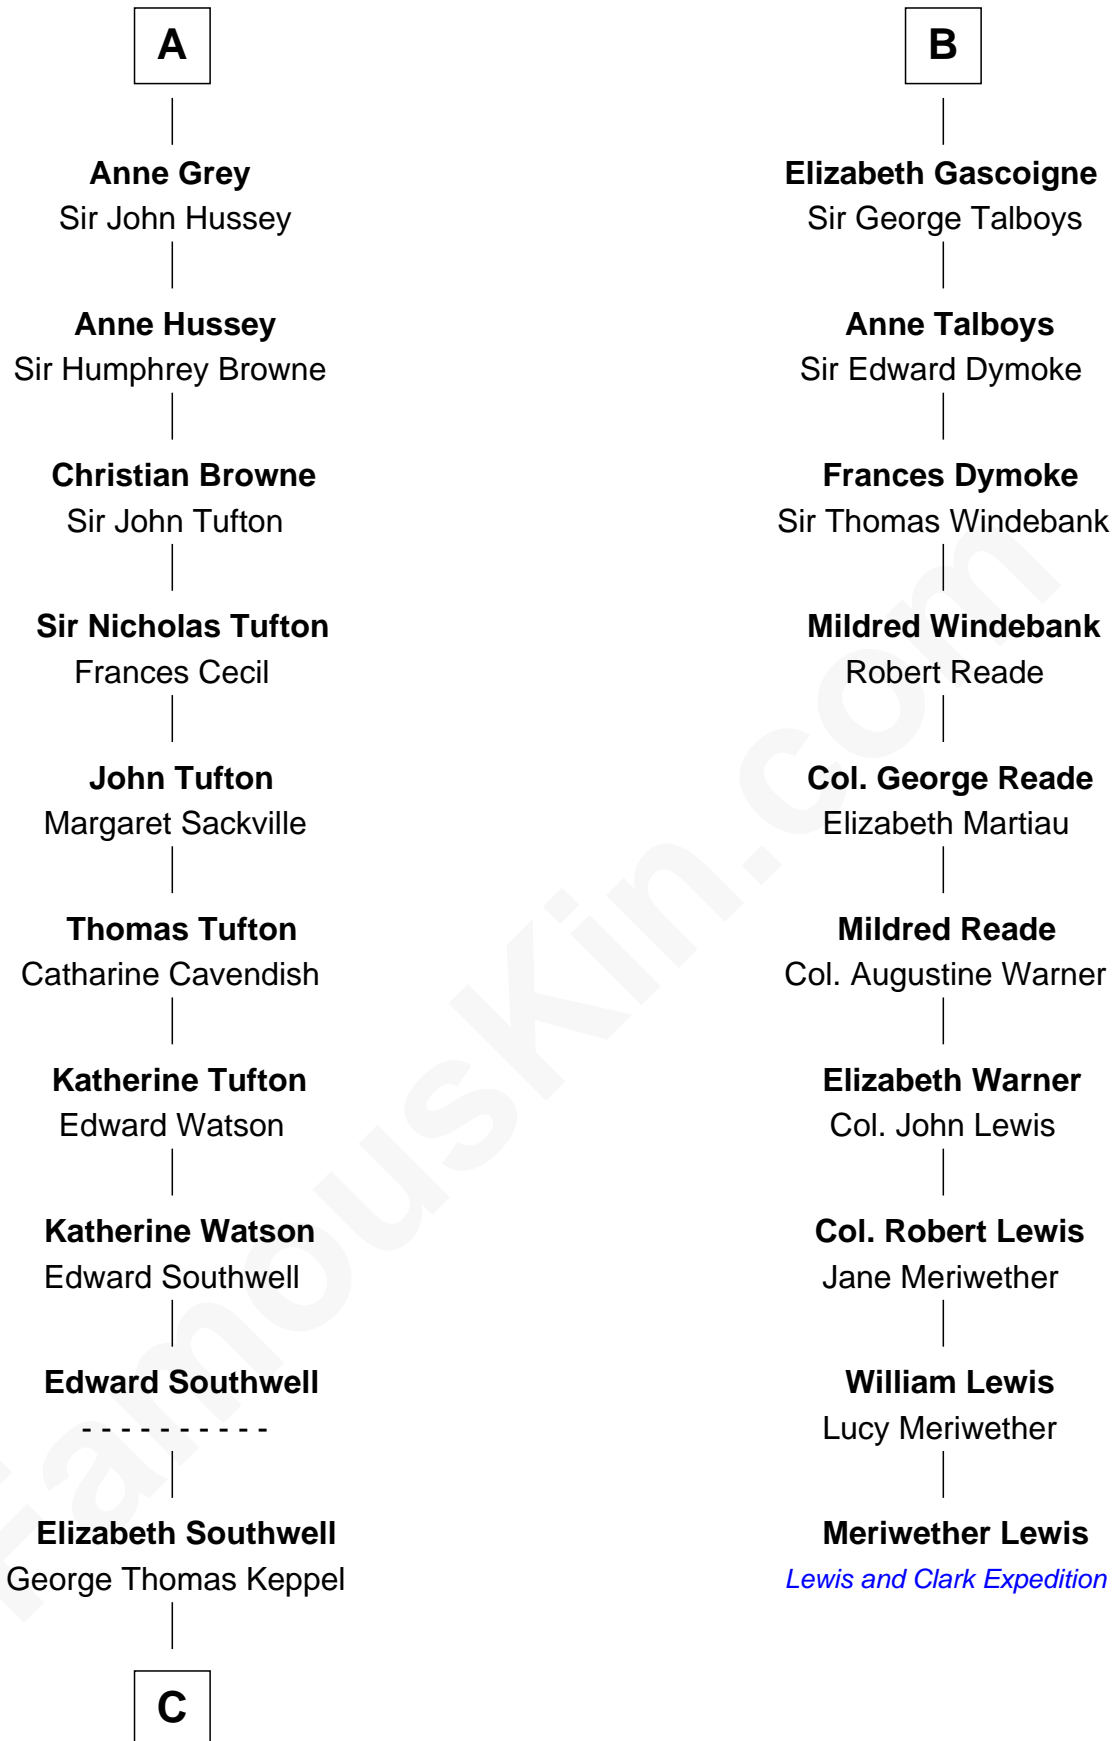 A
Anne Grey
Sir John Hussey
Anne Hussey
Sir Humphrey Browne
Christian Browne
Sir John Tufton
Sir Nicholas Tufton
Frances Cecil
John Tufton
Margaret Sackville
Thomas Tufton
Catharine Cavendish
Katherine Tufton
Edward Watson
Katherine Watson
Edward Southwell
Edward Southwell
- - - - - - - - - -
Elizabeth Southwell
George Thomas Keppel
C
B
Elizabeth Gascoigne
Sir George Talboys
Anne Talboys
Sir Edward Dymoke
Frances Dymoke
Sir Thomas Windebank
Mildred Windebank
Robert Reade
Col. George Reade
Elizabeth Martiau
Mildred Reade
Col. Augustine Warner
Elizabeth Warner
Col. John Lewis
Col. Robert Lewis
Jane Meriwether
William Lewis
Lucy Meriwether
Meriwether Lewis
Lewis and Clark Expedition
FamousKin.com